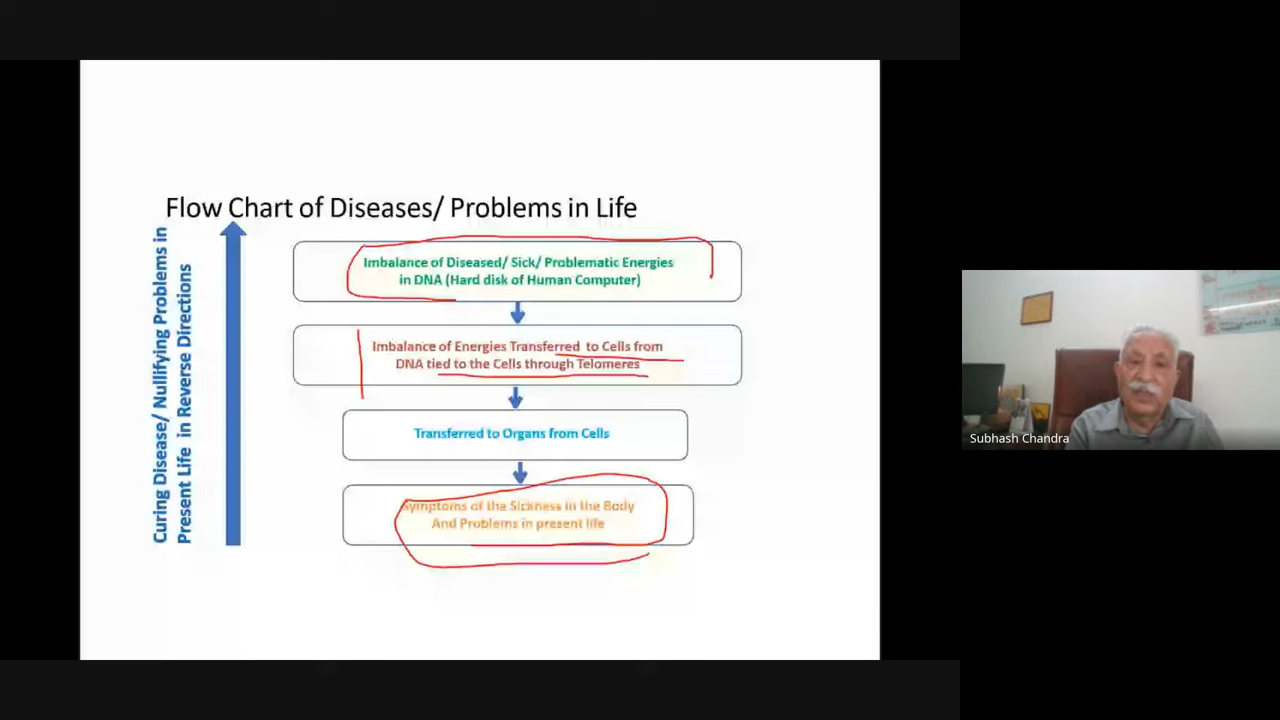 Flow Chart of Diseases/ Problems in Life
Curing Disease/ Nullifying Problems in
Present Life in Reverse Directions
Imbalance of Diseased/ Sick/ Problematic Energies
in DNA (Hard disk of Human Computer)
Imbalance of Energies Transferred to Cells from
DNA tied to the Cells through Telomeres
Transferred to Organs from Cells
Symptoms of the Sickness in the Body
And Problems in present life
Subhash Chandra